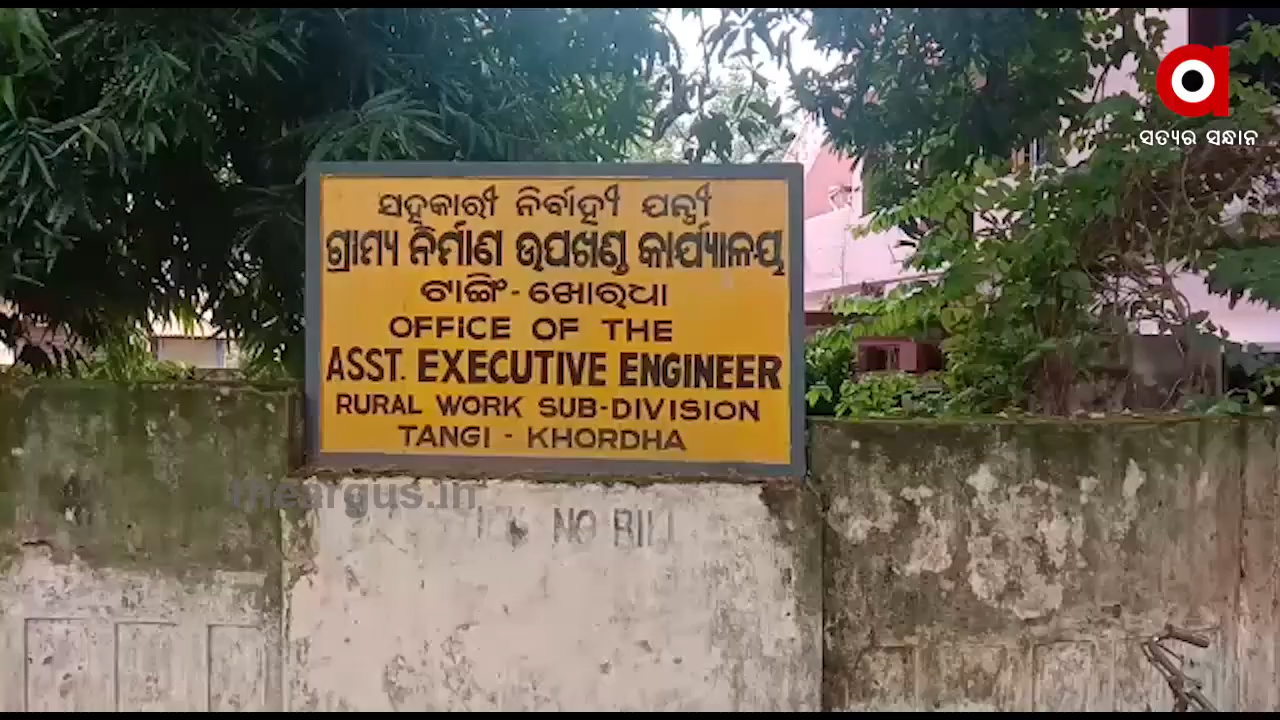 ସତ୍ୟର ସନ୍ଧାନ
ସହକାରୀ ନିର୍ବାହୀ ଯନ୍ତ୍ରୀ
ଗ୍ରାମ୍ୟ ନିର୍ମାଣ ଉପଖଣ୍ଡ କାର୍ଯ୍ୟାଳୟ
ଟାଙ୍ଗି - ଖୋରଧା
OFFICE OF THE
ASST. EXECUTIVE ENGINEER
RURAL WORK SUB-DIVISION
TANGI - KHORDHA
theargus.in
NO BILL